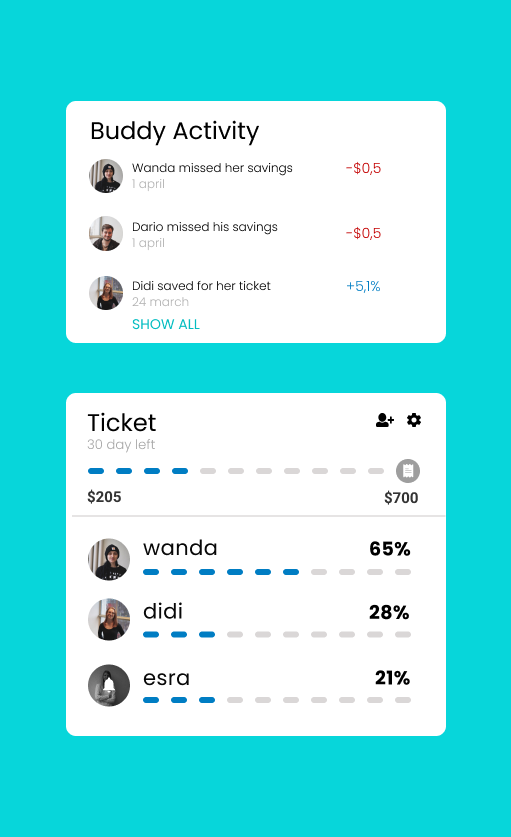 Buddy Activity
Wanda missed her savings
-$0,5
1 april
Dario missed his savings
-$0,5
1 april
Didi saved for her ticket
+5,1%
24 march
SHOW ALL
Ticket
30 day left
$205
$700
wanda
65%
didi
28%
esra
21%